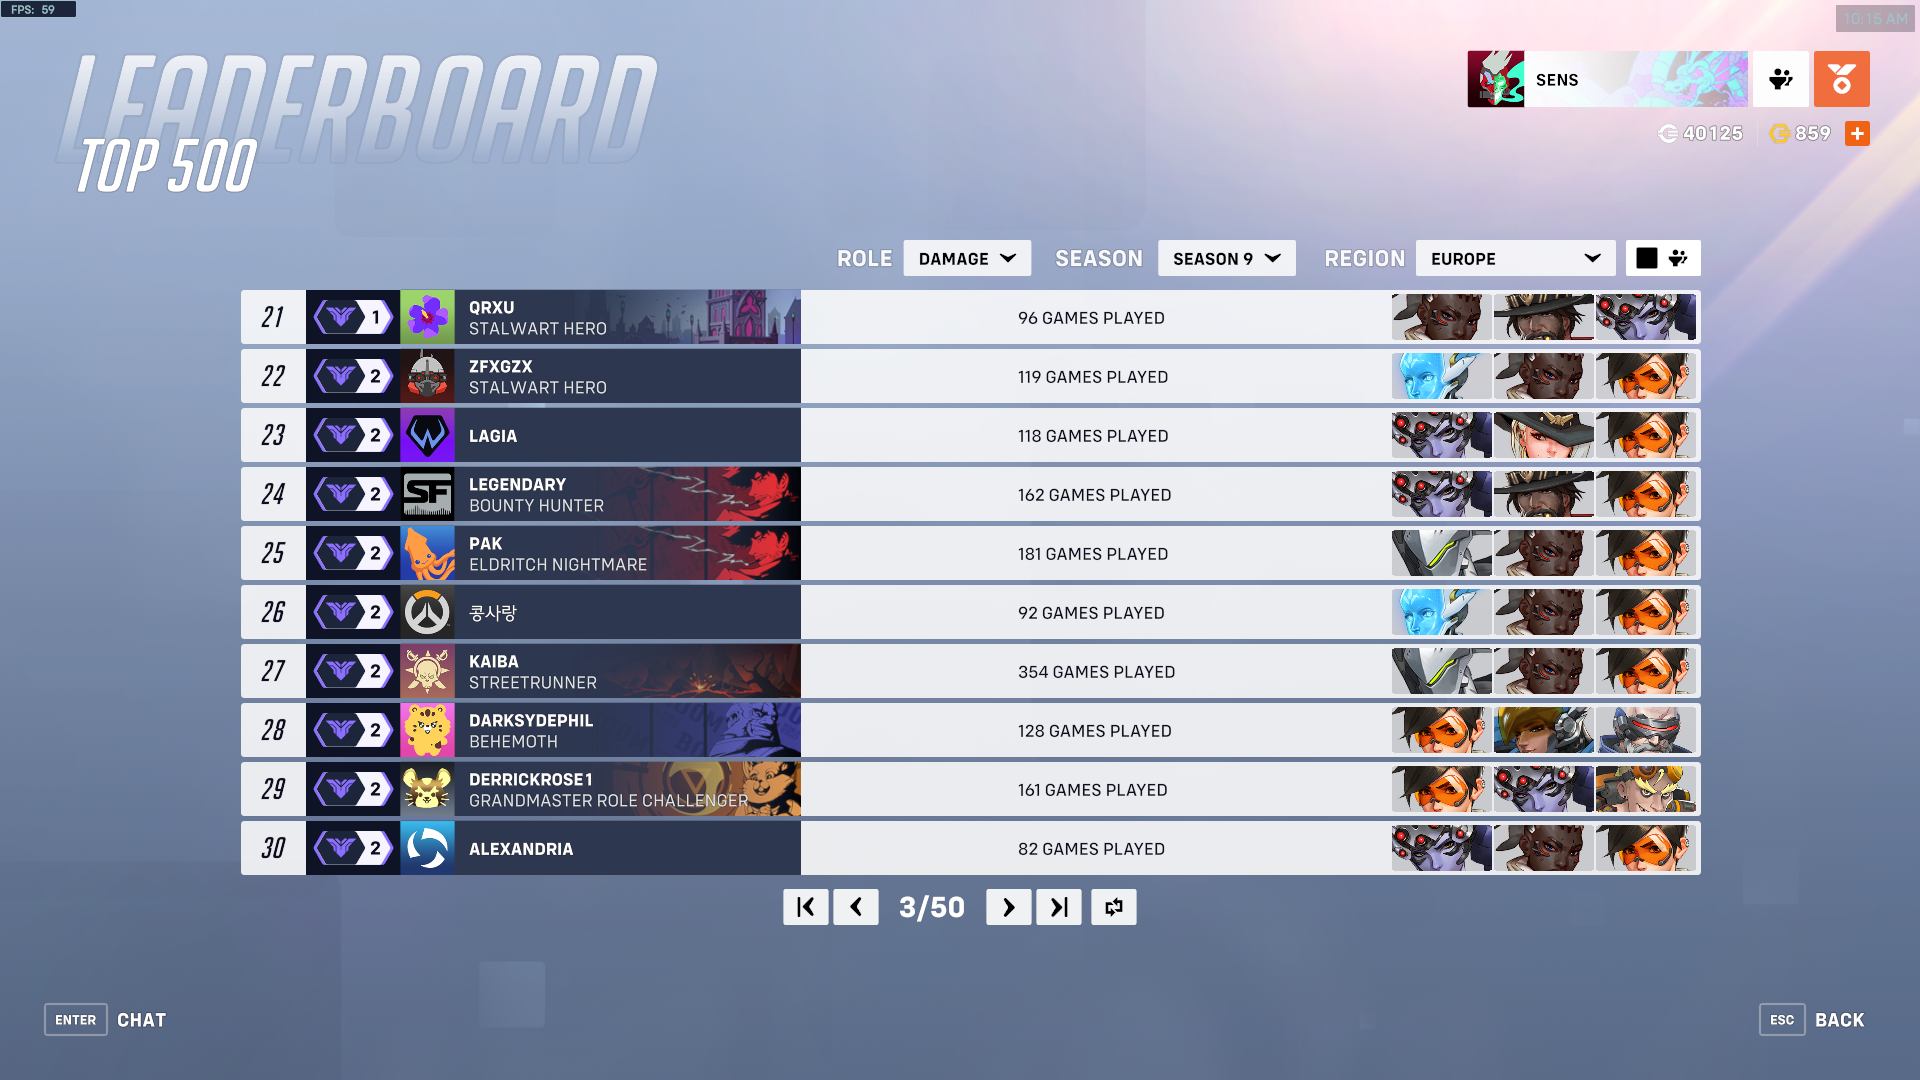 FPS: 59
10:15 AM
LEADERBOARD
TOP 500
SENS
40125
859
ROLE DAMAGE SEASON SEASON 9 REGION EUROPE
21 1 QRXU 96 GAMES PLAYED
STALWART HERO
22 2 ZFXGZX 119 GAMES PLAYED
STALWART HERO
23 2 LAGIA 118 GAMES PLAYED
24 2 SF LEGENDARY 162 GAMES PLAYED
BOUNTY HUNTER
25 2 PAK 181 GAMES PLAYED
ELDRITCH NIGHTMARE
26 2 콩사랑 92 GAMES PLAYED
27 2 KAIBA 354 GAMES PLAYED
STREETRUNNER
28 2 DARKSYDEPHIL 128 GAMES PLAYED
BEHEMOTH
29 2 DERRICKROSE1 161 GAMES PLAYED
GRANDMASTER ROLE CHALLENGER
30 2 ALEXANDRIA 82 GAMES PLAYED
3/50
ENTER CHAT
ESC BACK